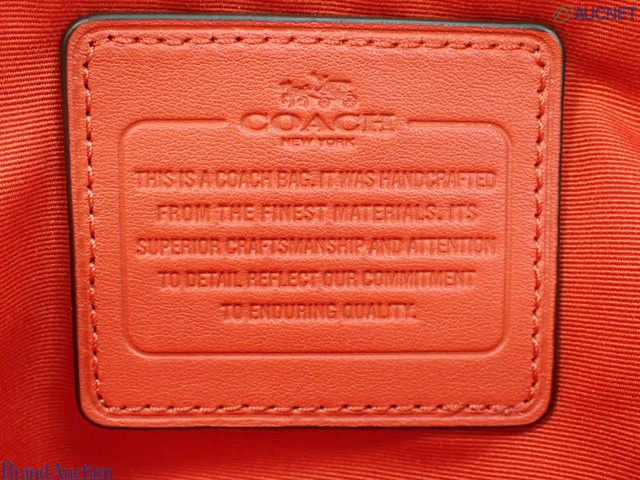 AUCNET
COACH
NEW YORK
THIS IS A COACH BAG. IT WAS HANDCRAFTED
FROM THE FINEST MATERIALS. ITS
SUPERIOR CRAFTSMANSHIP AND ATTENTION
TO DETAIL REFLECT OUR COMMITMENT
TO ENDURING QUALITY.
Brand Auction